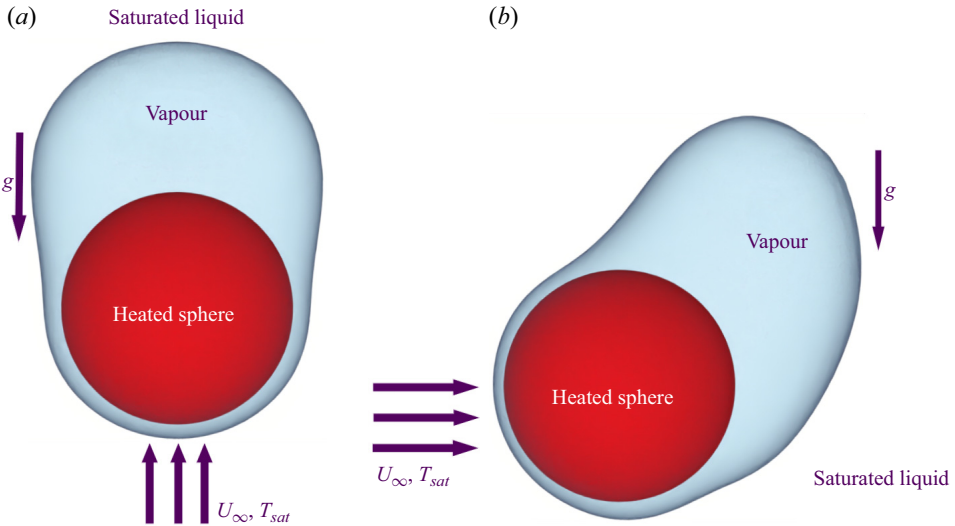 (a)
Saturated liquid
Vapour
g
Heated sphere
U∞, Tsat
(b)
g
Vapour
Heated sphere
U∞, Tsat
Saturated liquid